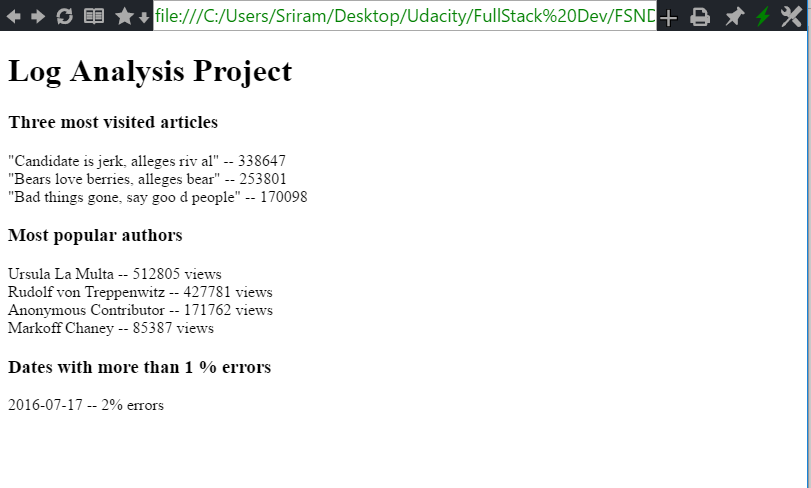 file:///C:/Users/Sriram/Desktop/Udacity/FullStack%20Dev/FSND
Log Analysis Project
Three most visited articles
"Candidate is jerk, alleges riv al" -- 338647
"Bears love berries, alleges bear" -- 253801
"Bad things gone, say goo d people" -- 170098
Most popular authors
Ursula La Multa -- 512805 views
Rudolf von Treppenwitz -- 427781 views
Anonymous Contributor -- 171762 views
Markoff Chaney -- 85387 views
Dates with more than 1 % errors
2016-07-17 -- 2% errors